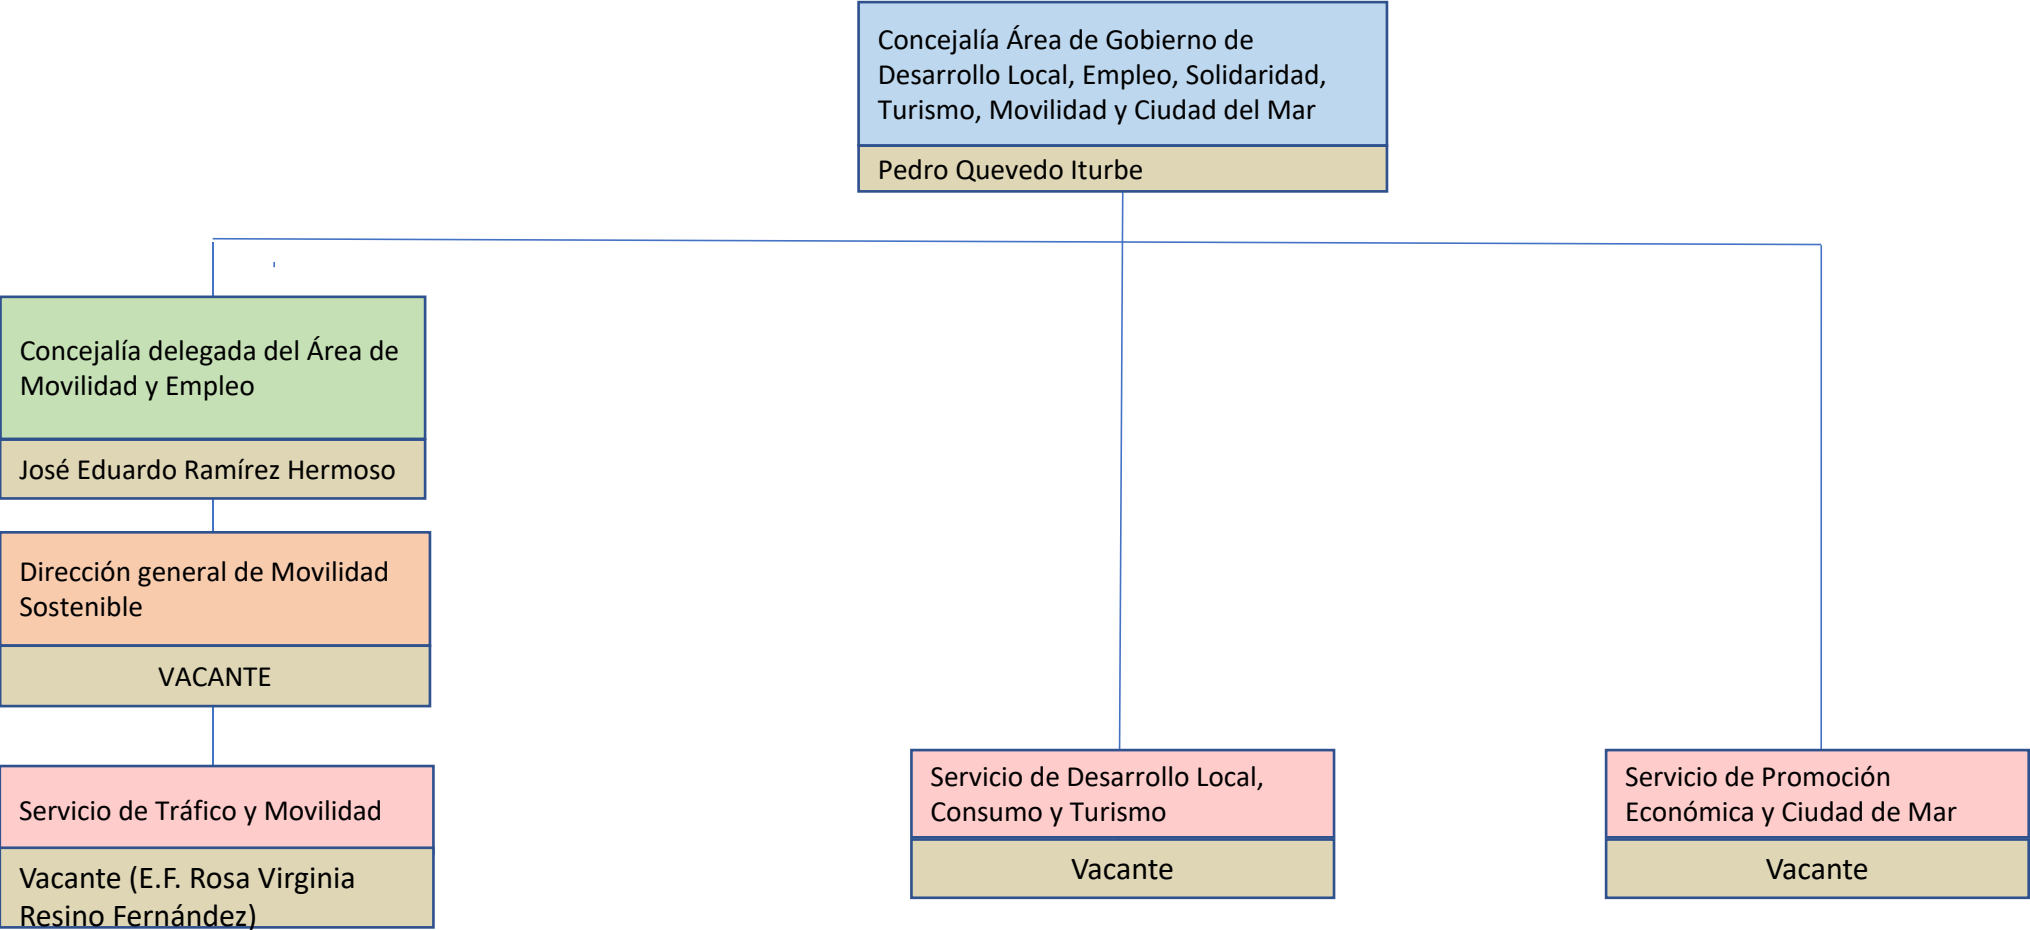 Concejalía Área de Gobierno de
Desarrollo Local, Empleo, Solidaridad,
Turismo, Movilidad y Ciudad del Mar
Pedro Quevedo Iturbe
Concejalía delegada del Área de
Movilidad y Empleo
José Eduardo Ramírez Hermoso
Dirección general de Movilidad
Sostenible
VACANTE
Servicio de Tráfico y Movilidad
Vacante (E.F. Rosa Virginia
Resino Fernández)
Servicio de Desarrollo Local,
Consumo y Turismo
Vacante
Servicio de Promoción
Económica y Ciudad de Mar
Vacante